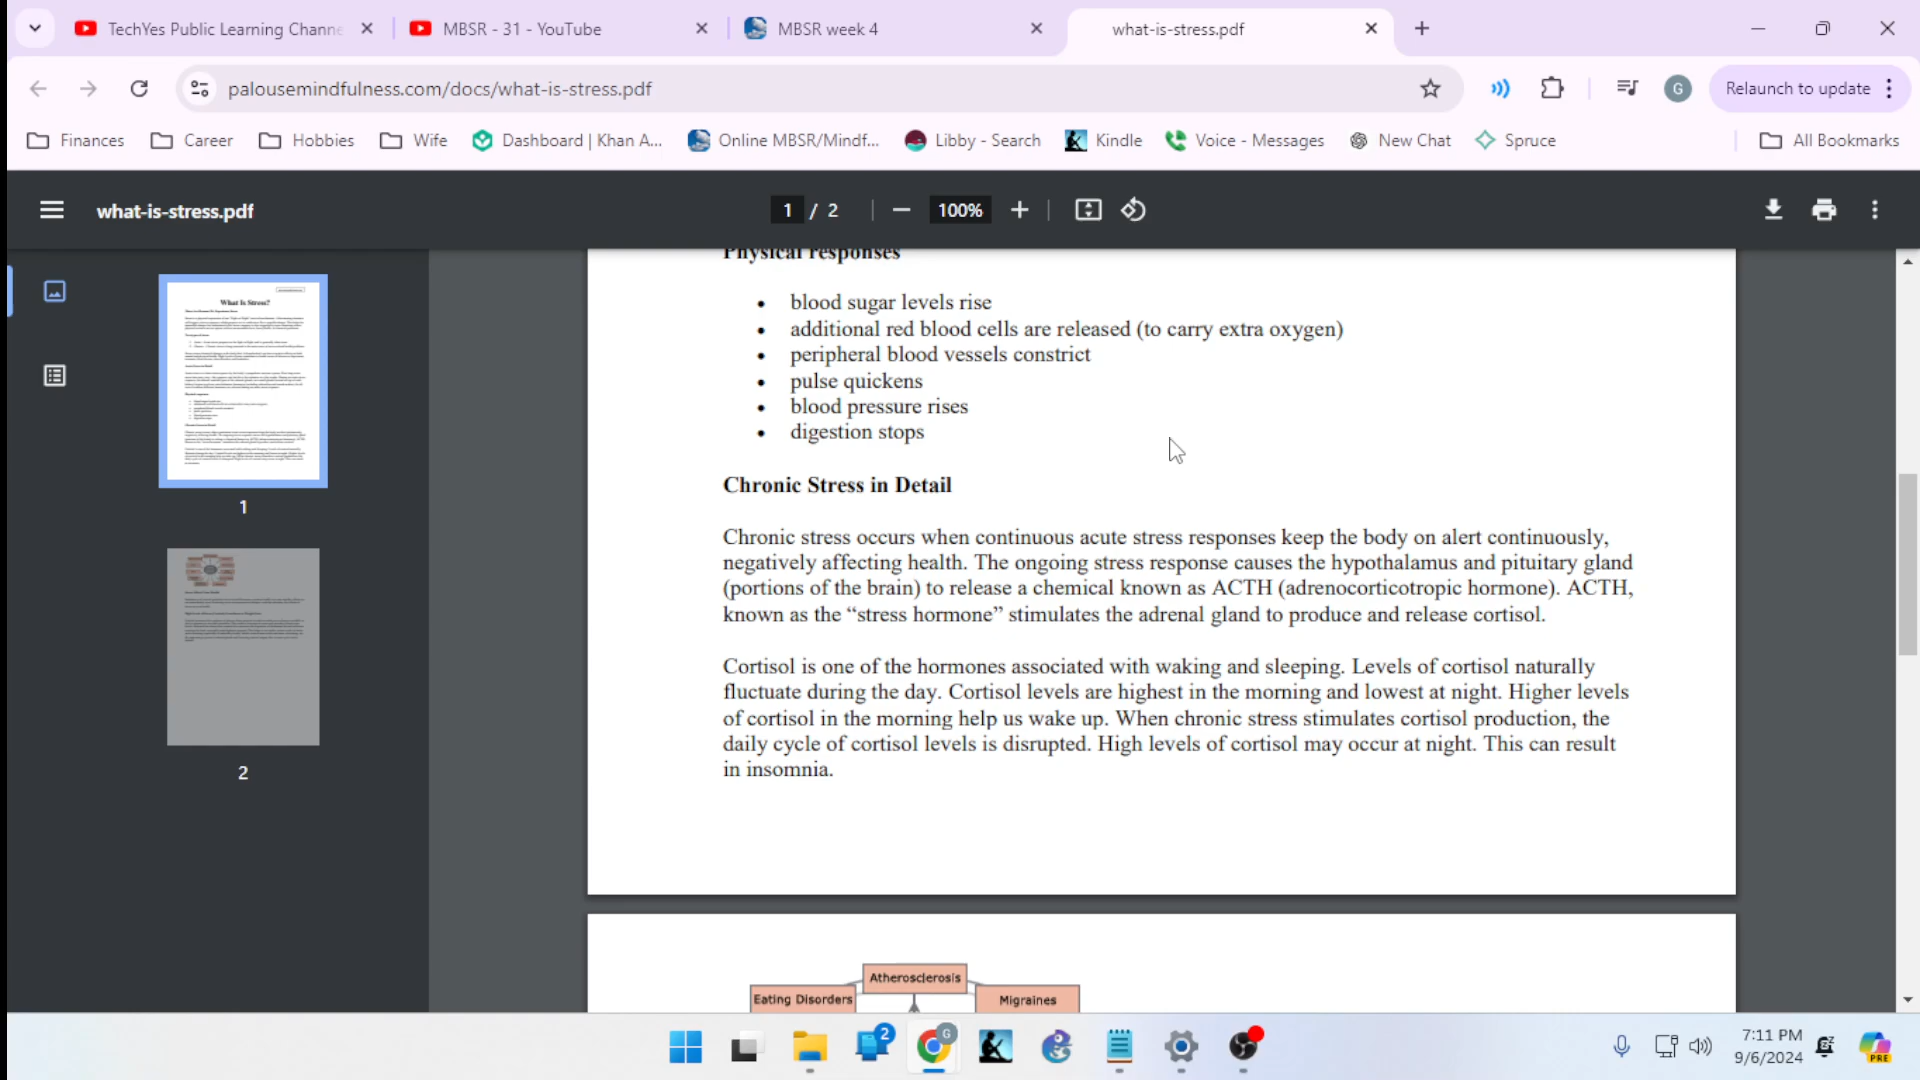 TechYes Public Learning Channe
MBSR - 31 - YouTube
MBSR week 4
what-is-stress.pdf
palousemindfulness.com/docs/what-is-stress.pdf
G
Relaunch to update
Finances
Career
Hobbies
Wife
Dashboard | Khan A...
Online MBSR/Mindf...
Libby - Search
Kindle
Voice - Messages
New Chat
Spruce
All Bookmarks
what-is-stress.pdf
1 / 2
100%
What Is Stress?
1
2
Physical responses
• blood sugar levels rise
• additional red blood cells are released (to carry extra oxygen)
• peripheral blood vessels constrict
• pulse quickens
• blood pressure rises
• digestion stops
Chronic Stress in Detail
Chronic stress occurs when continuous acute stress responses keep the body on alert continuously,
negatively affecting health. The ongoing stress response causes the hypothalamus and pituitary gland
(portions of the brain) to release a chemical known as ACTH (adrenocorticotropic hormone). ACTH,
known as the “stress hormone” stimulates the adrenal gland to produce and release cortisol.
Cortisol is one of the hormones associated with waking and sleeping. Levels of cortisol naturally
fluctuate during the day. Cortisol levels are highest in the morning and lowest at night. Higher levels
of cortisol in the morning help us wake up. When chronic stress stimulates cortisol production, the
daily cycle of cortisol levels is disrupted. High levels of cortisol may occur at night. This can result
in insomnia.
Atherosclerosis
Eating Disorders
Migraines
2
G
7:11 PM
9/6/2024
PRE